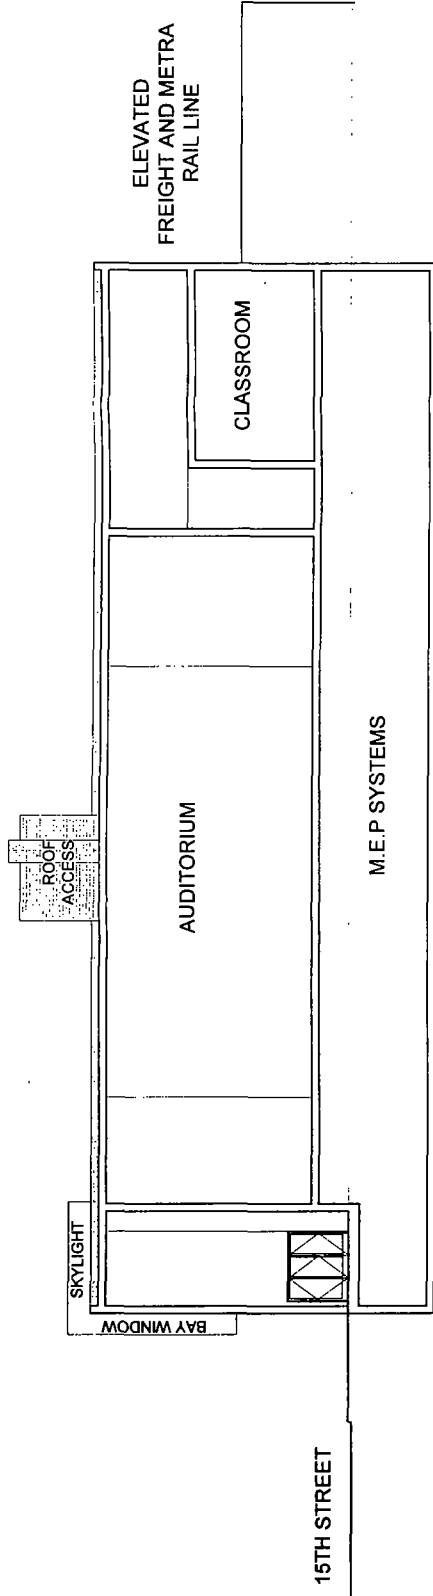 ELEVATED
FREIGHT AND METRA
RAIL LINE
CLASSROOM
ROOF
ACCESS
AUDITORIUM
M.E.P SYSTEMS
SKYLIGHT
BAY WINDOW
15TH STREET